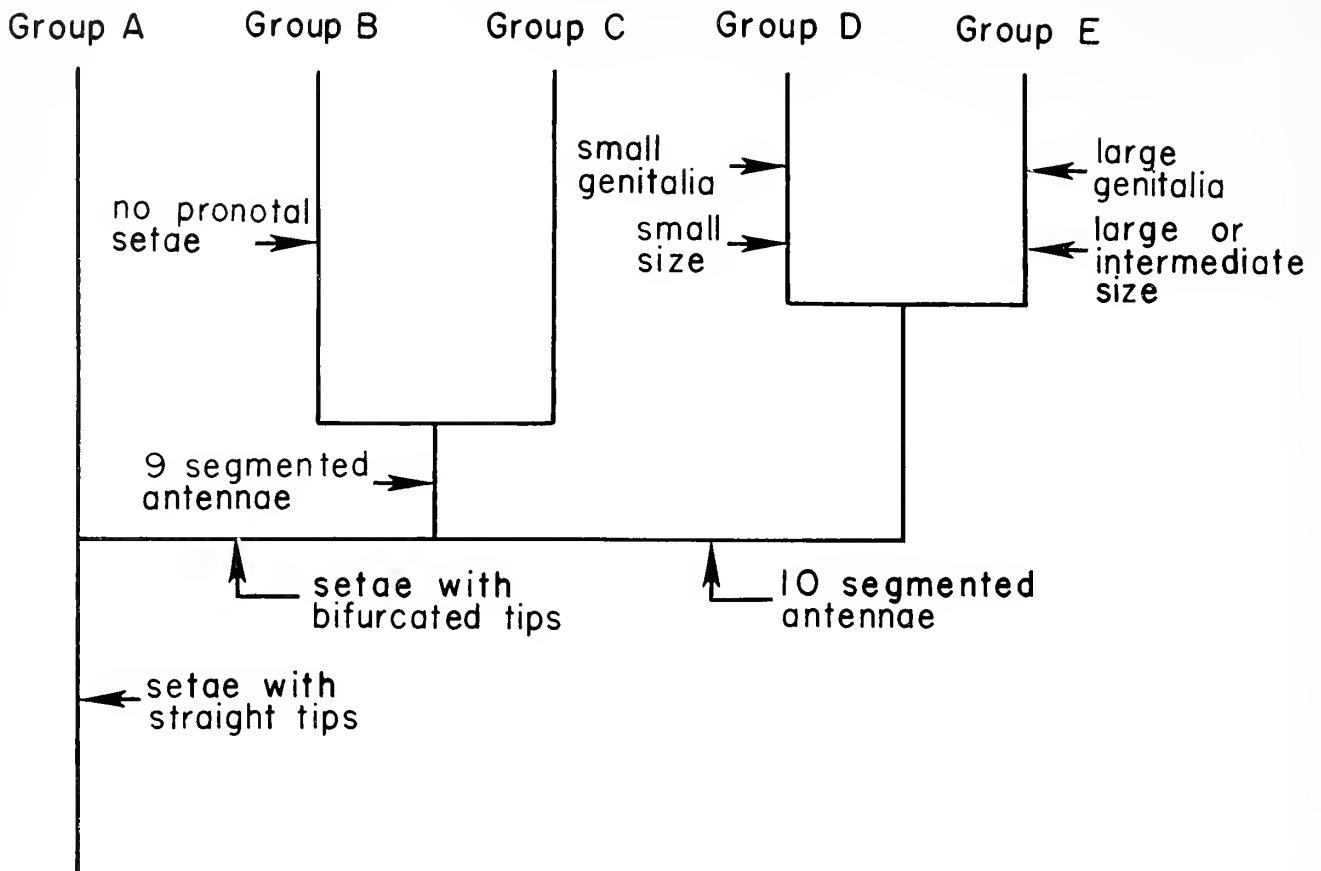 Group A
Group B
Group C
Group D
Group E
small
genitalia
large
genitalia
no pronotal
setae
small
size
large or
intermediate
size
9 segmented
antennae
setae with
bifurcated tips
10 segmented
antennae
setae with
straight tips